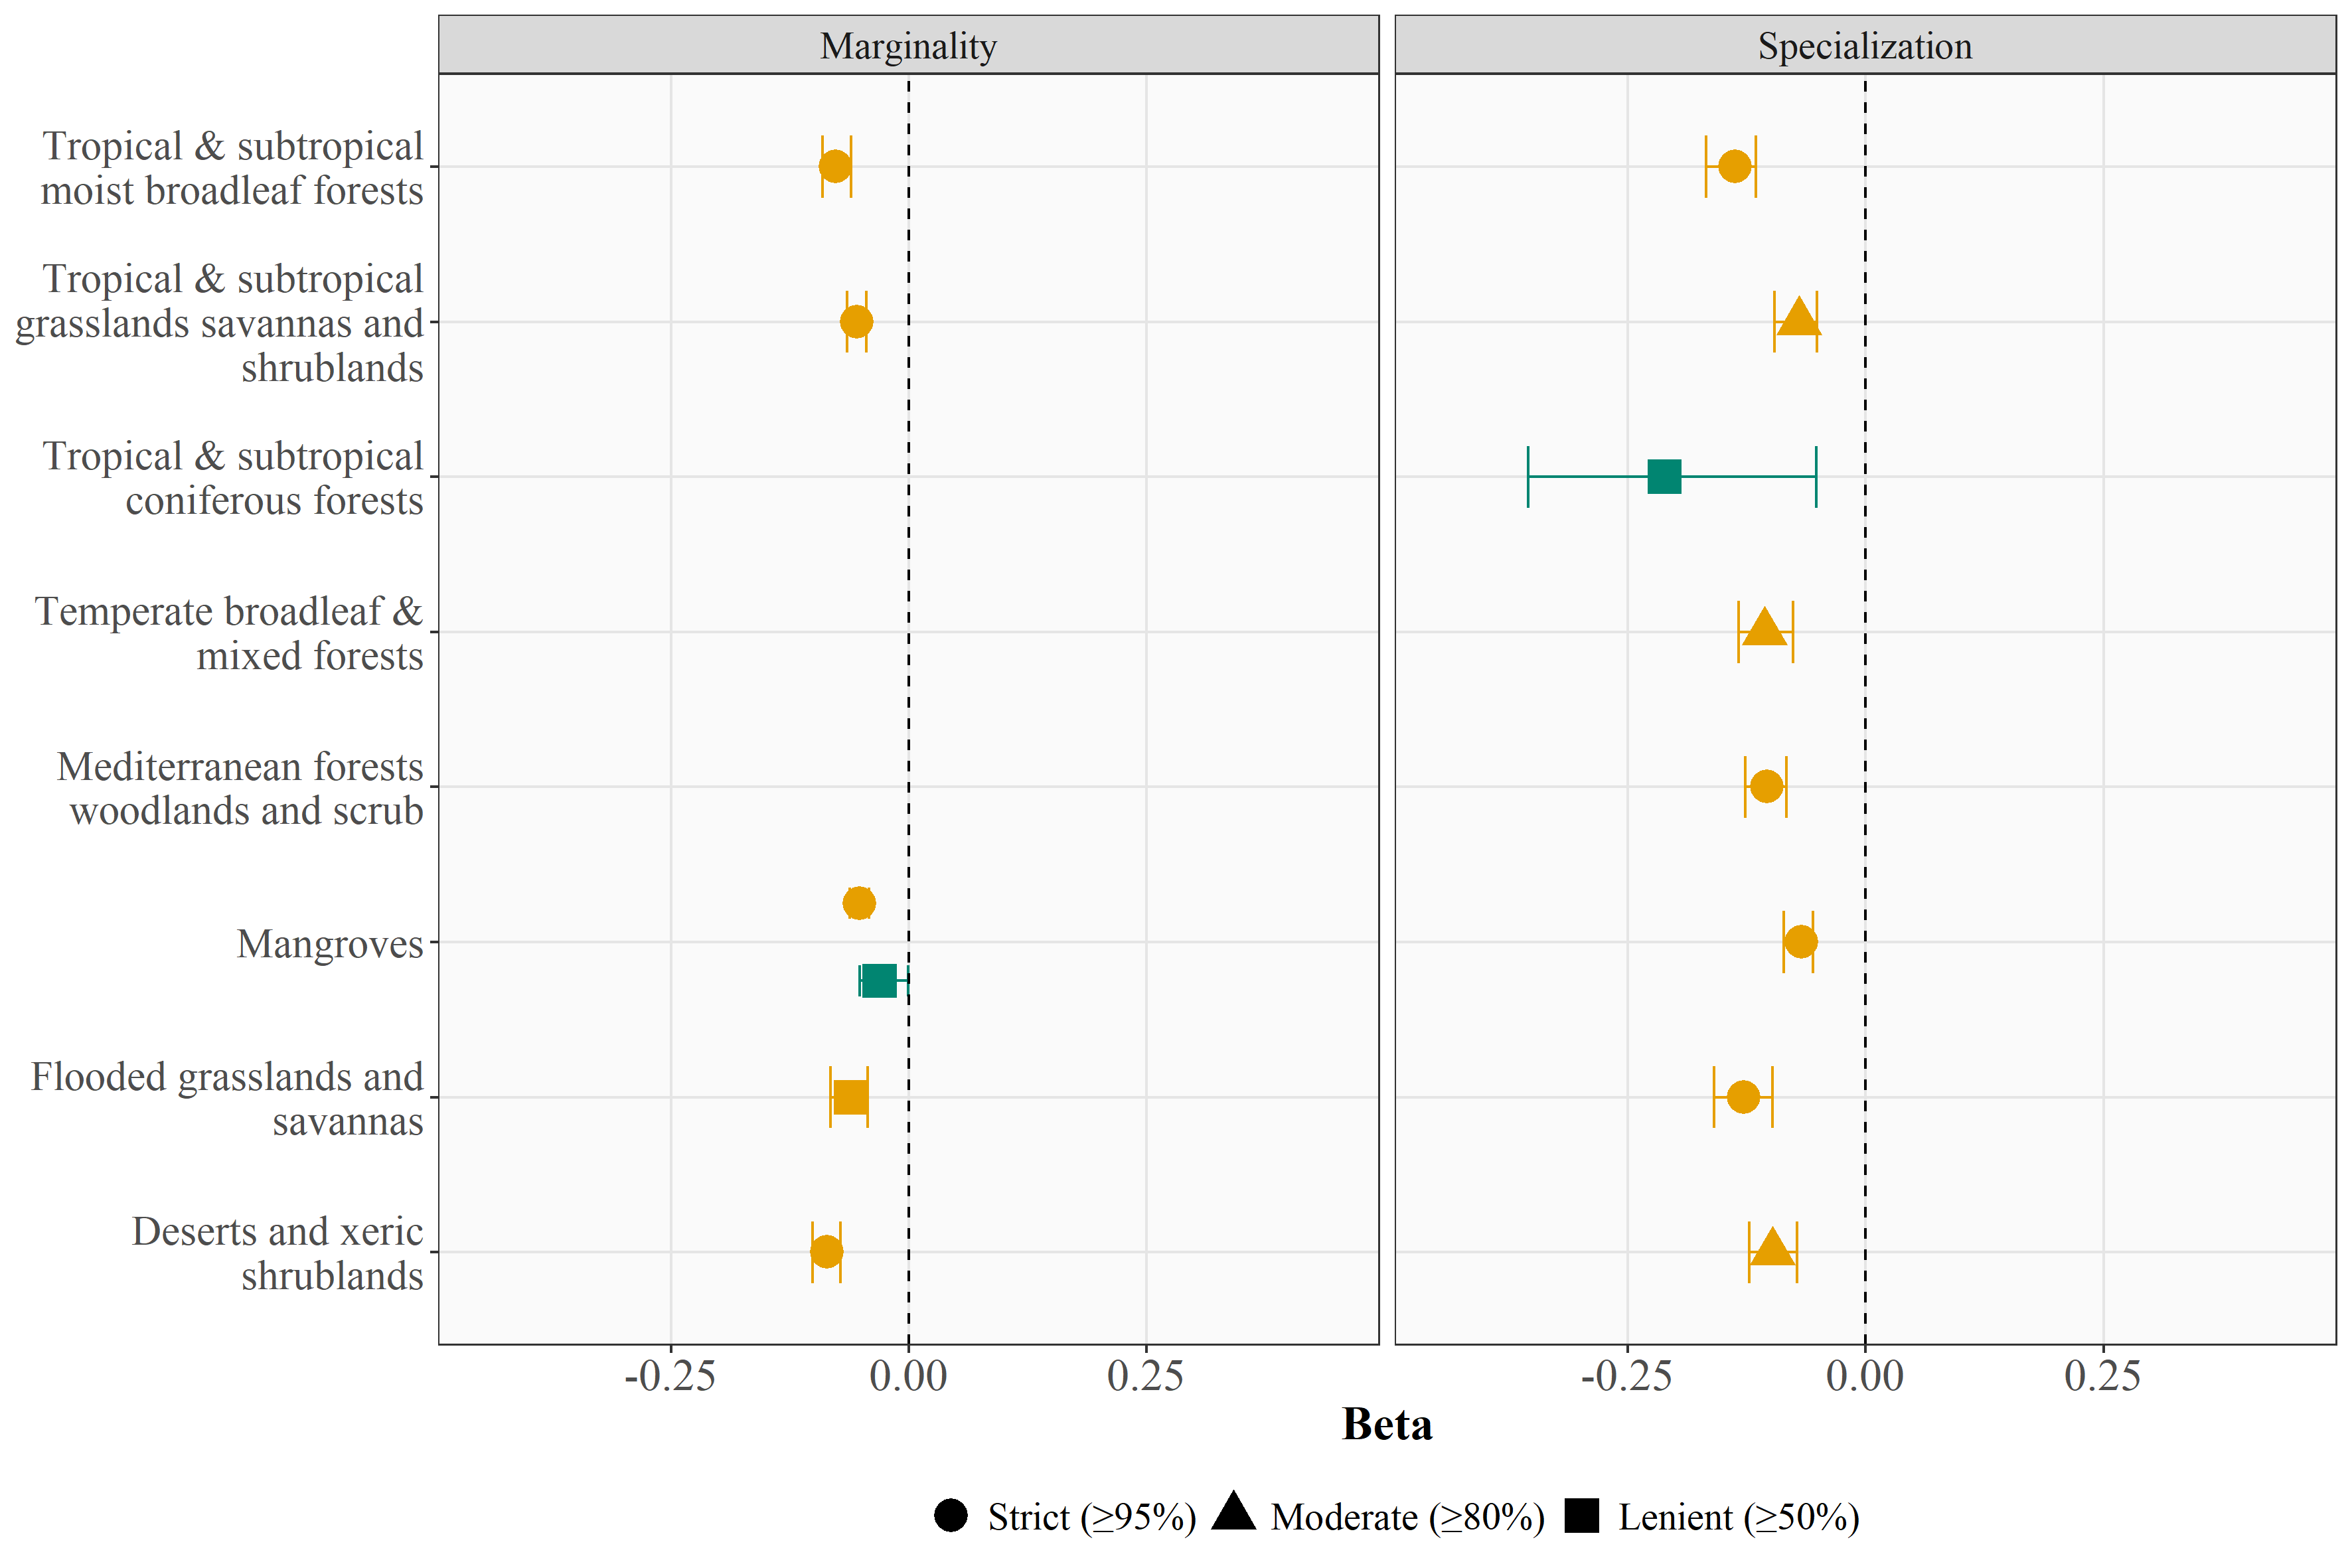 Marginality
Specialization
Tropical & subtropical
moist broadleaf forests
Tropical & subtropical
grasslands savannas and
shrublands
Tropical & subtropical
coniferous forests
Temperate broadleaf &
mixed forests
Mediterranean forests
woodlands and scrub
Mangroves
Flooded grasslands and
savannas
Deserts and xeric
shrublands
-0.25 0.00 0.25
-0.25 0.00 0.25
Beta
Strict (≥95%) Moderate (≥80%) Lenient (≥50%)